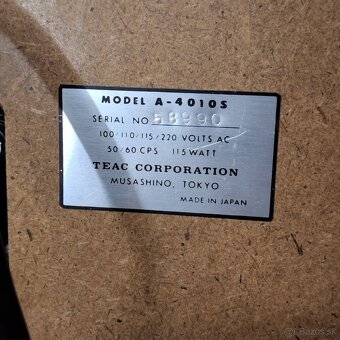 MODEL A-4010S
SERIAL NO 58990
100/110/115/220 VOLTS AC
50/60 CPS 115 WATT
TEAC CORPORATION
MUSASHINO, TOKYO
MADE IN JAPAN